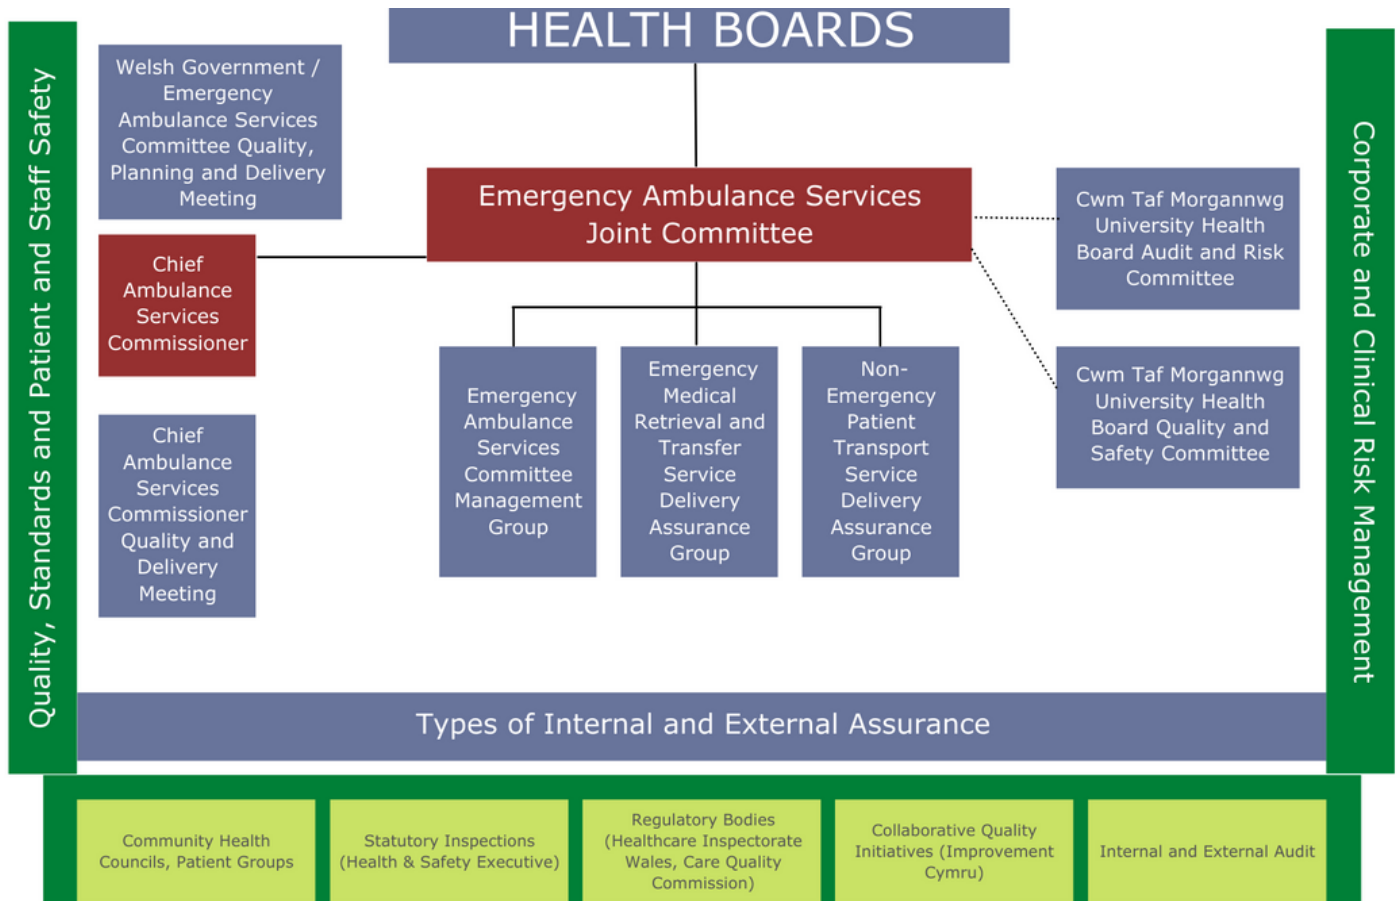 HEALTH BOARDS
Quality, Standards and Patient and Staff Safety
Welsh Government /
Emergency
Ambulance Services
Committee Quality,
Planning and Delivery
Meeting
Emergency Ambulance Services
Joint Committee
Chief
Ambulance
Services
Commissioner
Cwm Taf Morgannwg
University Health
Board Audit and Risk
Committee
Corporate and Clinical Risk Management
Chief
Ambulance
Services
Commissioner
Quality and
Delivery
Meeting
Emergency
Ambulance
Services
Committee
Management
Group
Emergency
Medical
Retrieval and
Transfer
Service
Delivery
Assurance
Group
Non-
Emergency
Patient
Transport
Service
Delivery
Assurance
Group
Cwm Taf Morgannwg
University Health
Board Quality and
Safety Committee
Types of Internal and External Assurance
Community Health
Councils, Patient Groups
Statutory Inspections
(Health & Safety Executive)
Regulatory Bodies
(Healthcare Inspectorate
Wales, Care Quality
Commission)
Collaborative Quality
Initiatives (Improvement
Cymru)
Internal and External Audit